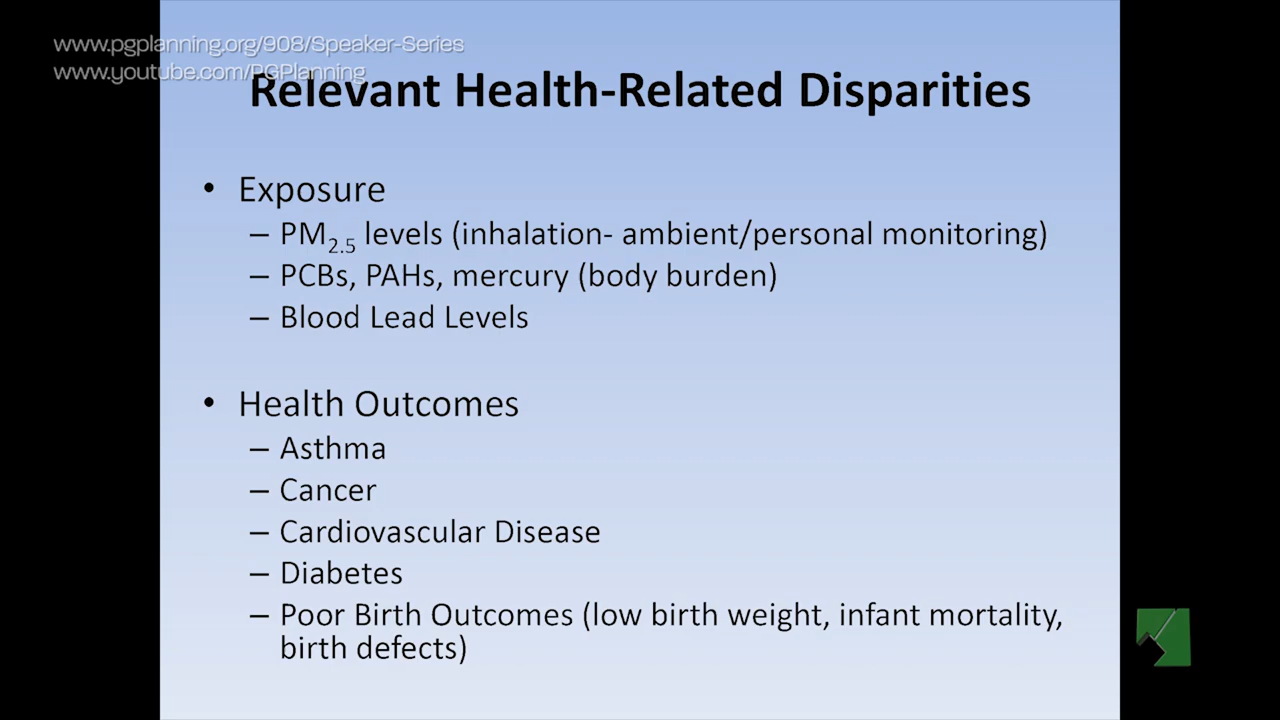 www.pgplanning.org/908/Speaker-Series
www.youtube.com/PGPlanning
Relevant Health-Related Disparities
• Exposure
– PM2.5 levels (inhalation- ambient/personal monitoring)
– PCBs, PAHs, mercury (body burden)
– Blood Lead Levels
• Health Outcomes
– Asthma
– Cancer
– Cardiovascular Disease
– Diabetes
– Poor Birth Outcomes (low birth weight, infant mortality,
birth defects)